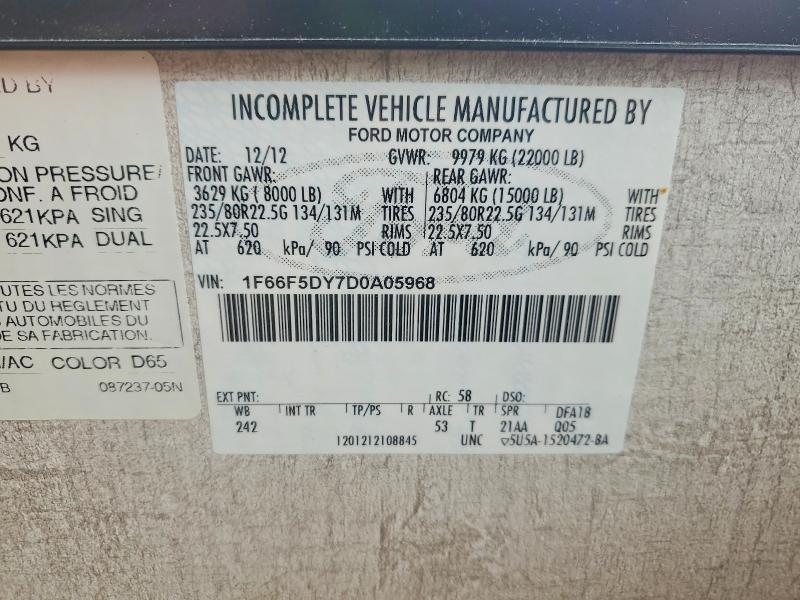 D BY
KG
ON PRESSURE/
ONF. A FROID
621KPA SING
621KPA DUAL
UTES LES NORMES
TU DU REGLEMENT
S AUTOMOBILES DU
DE SA FABRICATION.
/AC COLOR D65
B 087237-05N
INCOMPLETE VEHICLE MANUFACTURED BY
FORD MOTOR COMPANY
DATE: 12/12 GVWR: 9979 KG (22000 LB)
FRONT GAWR: REAR GAWR:
3629 KG ( 8000 LB) WITH 6804 KG (15000 LB) WITH
235/80R22.5G 134/131M TIRES 235/80R22.5G 134/131M TIRES
22.5X7.50 RIMS 22.5X7.50 RIMS
AT 620 kPa/ 90 PSI COLD AT 620 kPa/ 90 PSI COLD
VIN: 1F66F5DY7D0A05968
EXT PNT: RC: 58 DSO:
WB INT TR TP/PS R AXLE TR SPR DFA18
242 53 T 21AA Q05
1201212108845 UNC ▽5U5A-1520472-BA